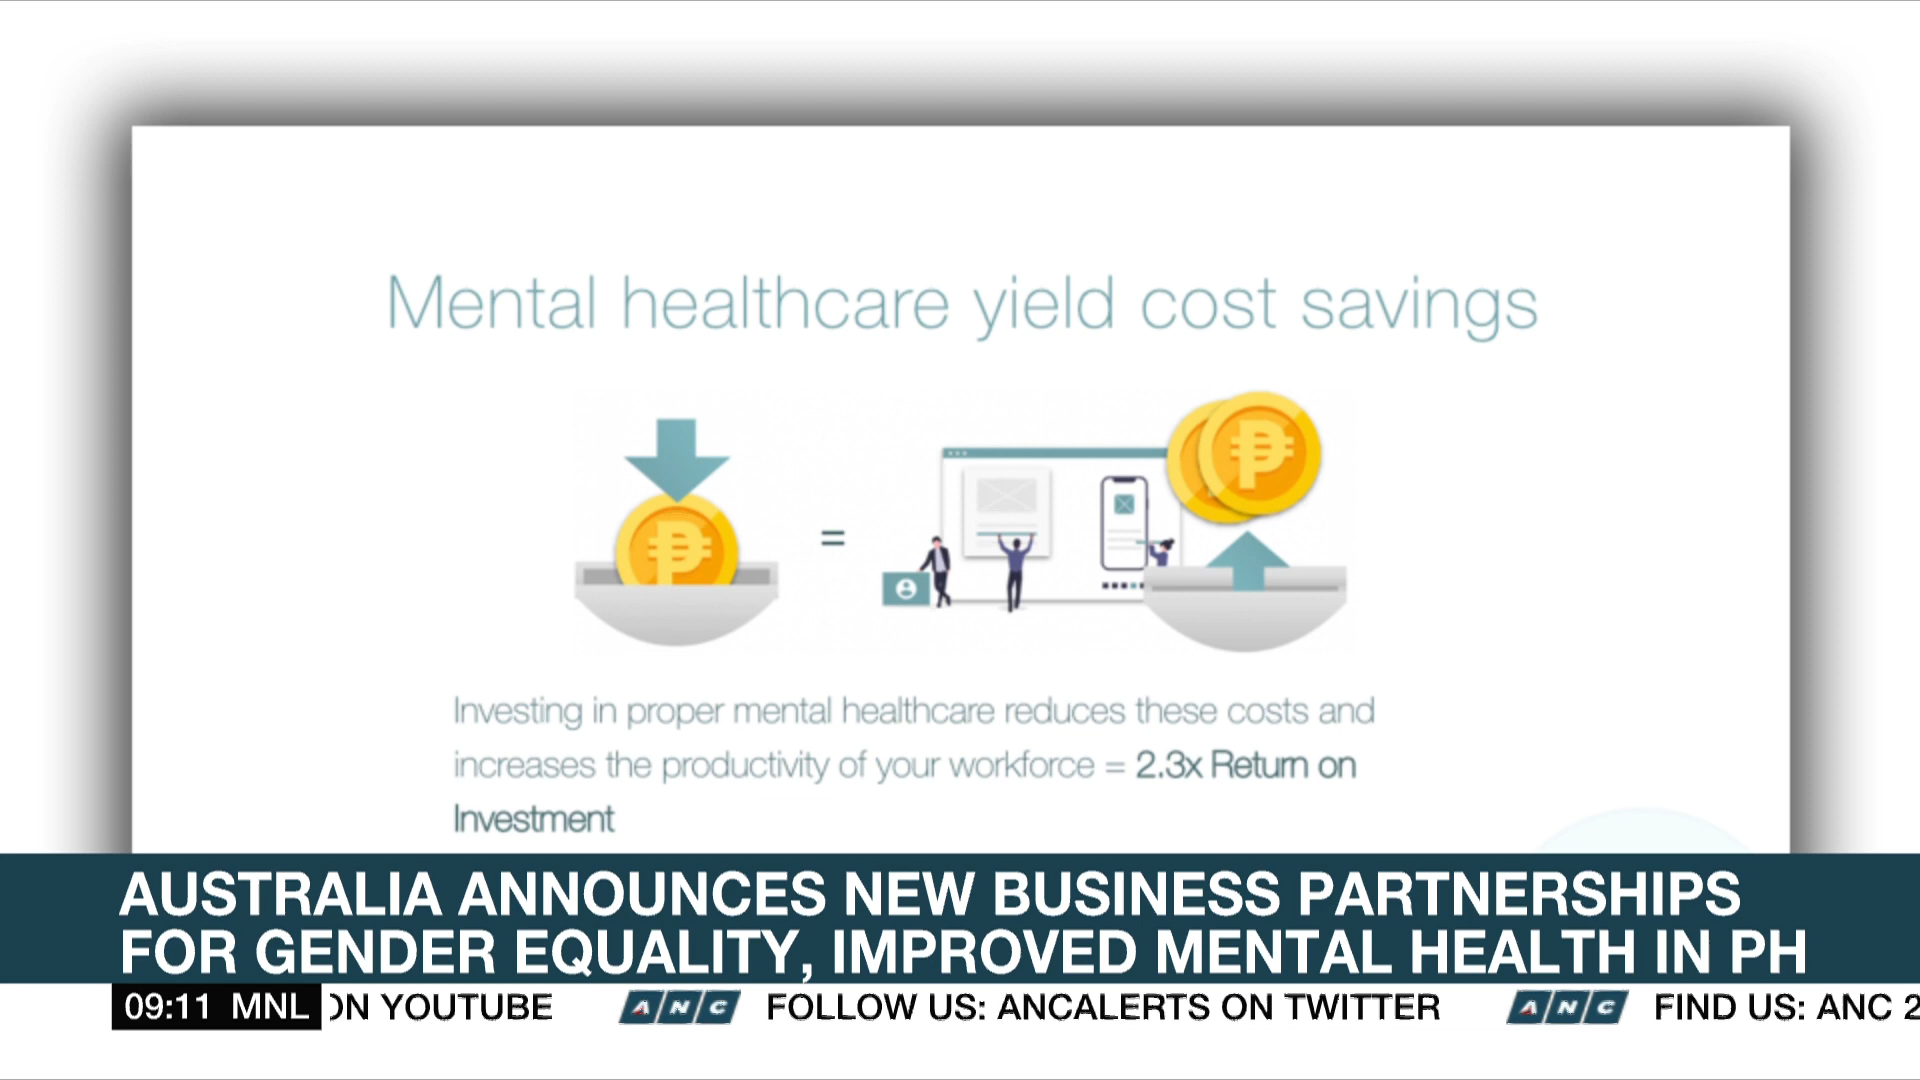 Mental healthcare yield cost savings
₱
₱
=
Investing in proper mental healthcare reduces these costs and
increases the productivity of your workforce = 2.3x Return on
Investment
AUSTRALIA ANNOUNCES NEW BUSINESS PARTNERSHIPS
FOR GENDER EQUALITY, IMPROVED MENTAL HEALTH IN PH
09:11 MNL ON YOUTUBE ANC FOLLOW US: ANCALERTS ON TWITTER ANC FIND US: ANC 2